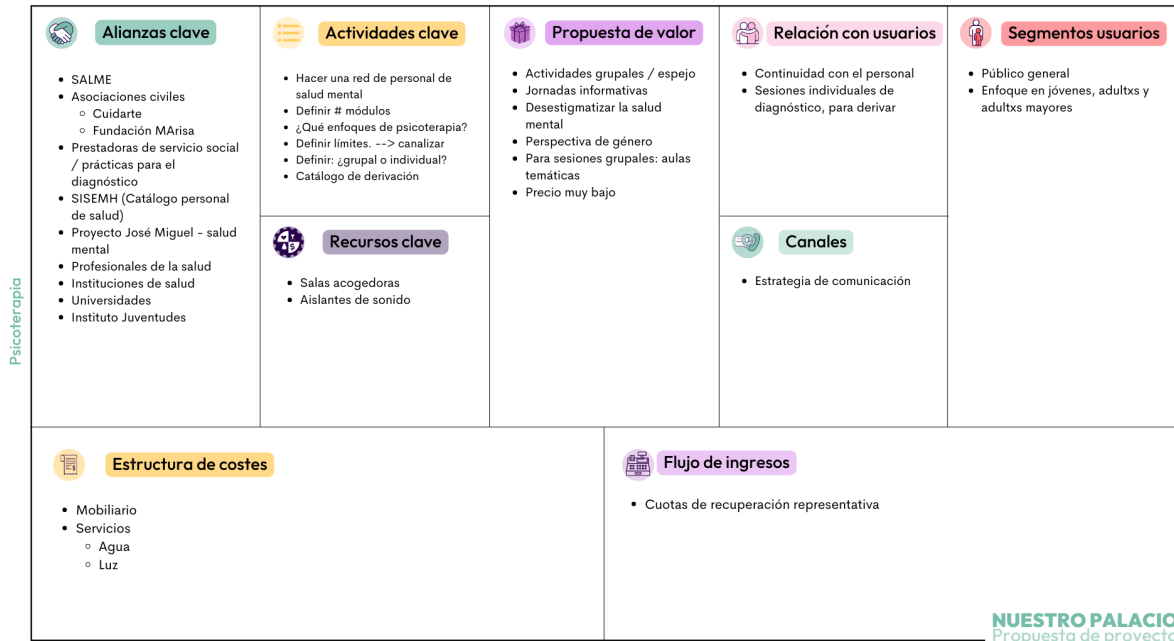 Alianzas clave
SALME
Asociaciones civiles
Cuidarte
Fundación MArisa
Prestadoras de servicio social
/ prácticas para el
diagnóstico
SISEMH (Catálogo personal
de salud)
Proyecto José Miguel - salud
mental
Profesionales de la salud
Instituciones de salud
Universidades
Instituto Juventudes
Actividades clave
Hacer una red de personal de
salud mental
Definir # módulos
¿Qué enfoques de psicoterapia?
Definir límites. --> canalizar
Definir: ¿grupal o individual?
Catálogo de derivación
Recursos clave
Salas acogedoras
Aislantes de sonido
Propuesta de valor
Actividades grupales / espejo
Jornadas informativas
Desestigmatizar la salud
mental
Perspectiva de género
Para sesiones grupales: aulas
temáticas
Precio muy bajo
Relación con usuarios
Continuidad con el personal
Sesiones individuales de
diagnóstico, para derivar
Canales
Estrategia de comunicación
Segmentos usuarios
Público general
Enfoque en jóvenes, adultxs y
adultxs mayores
Psicoterapia
Estructura de costes
Mobiliario
Servicios
Agua
Luz
Flujo de ingresos
Cuotas de recuperación representativa
NUESTRO PALACIO
Propuesta de proyecto